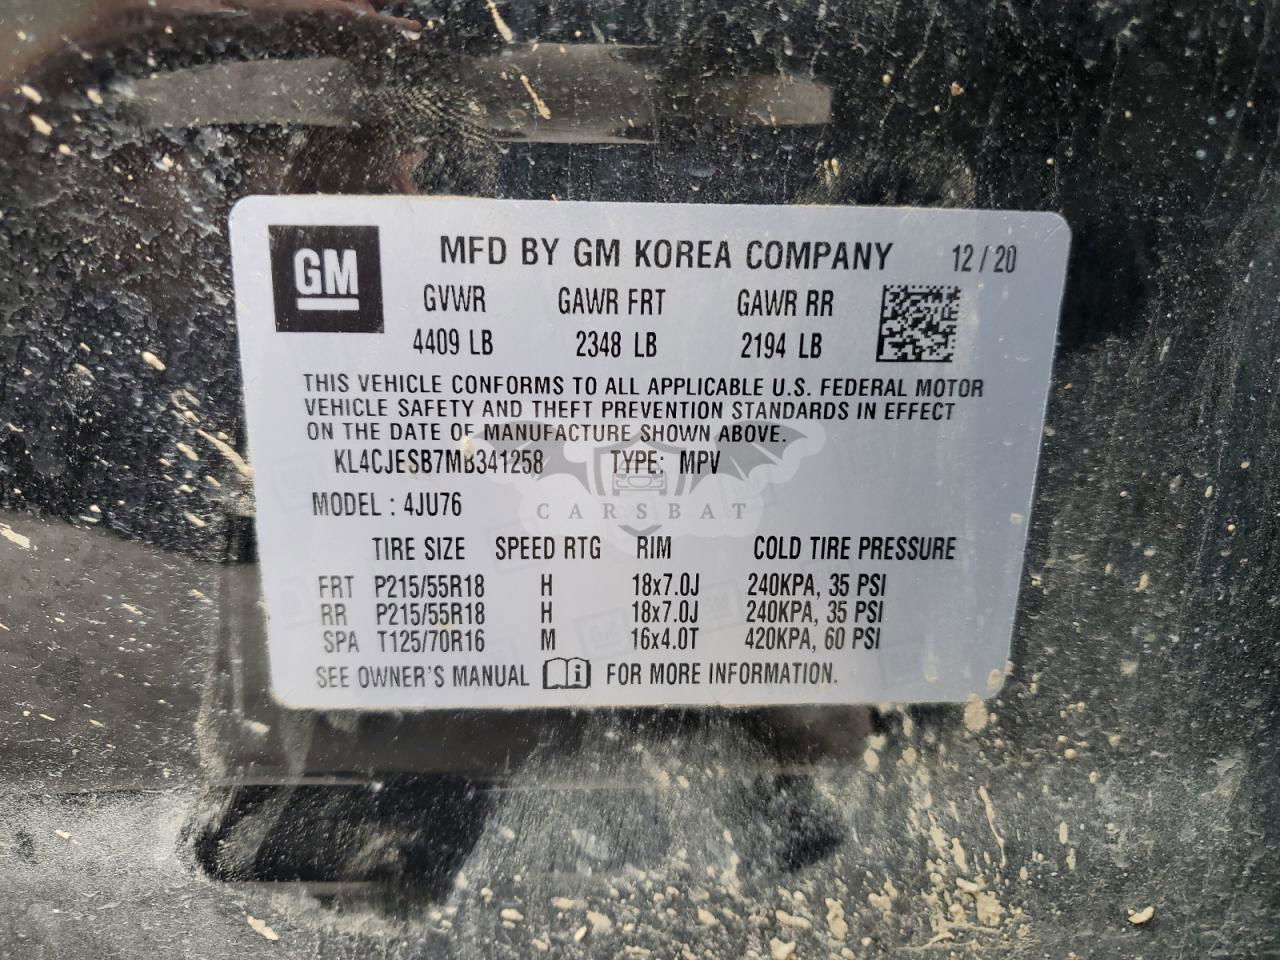 GM MFD BY GM KOREA COMPANY 12 / 20
GVWR GAWR FRT GAWR RR
4409 LB 2348 LB 2194 LB
THIS VEHICLE CONFORMS TO ALL APPLICABLE U.S. FEDERAL MOTOR
VEHICLE SAFETY AND THEFT PREVENTION STANDARDS IN EFFECT
ON THE DATE OF MANUFACTURE SHOWN ABOVE.
KL4CJESB7MB341258 TYPE: MPV
MODEL : 4JU76
CARSBAT
TIRE SIZE SPEED RTG RIM COLD TIRE PRESSURE
FRT P215/55R18 H 18x7.0J 240KPA, 35 PSI
RR P215/55R18 H 18x7.0J 240KPA, 35 PSI
SPA T125/70R16 M 16x4.0T 420KPA, 60 PSI
SEE OWNER'S MANUAL i FOR MORE INFORMATION.